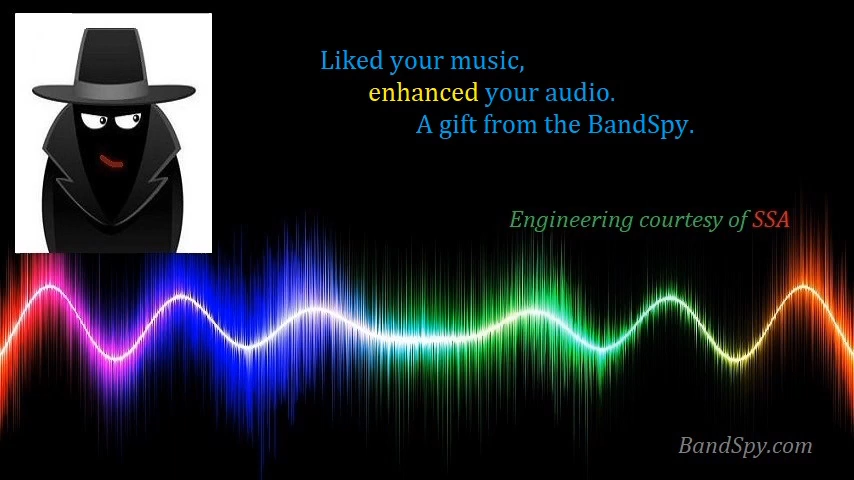 Liked your music,
enhanced your audio.
A gift from the BandSpy.
Engineering courtesy of SSA
BandSpy.com